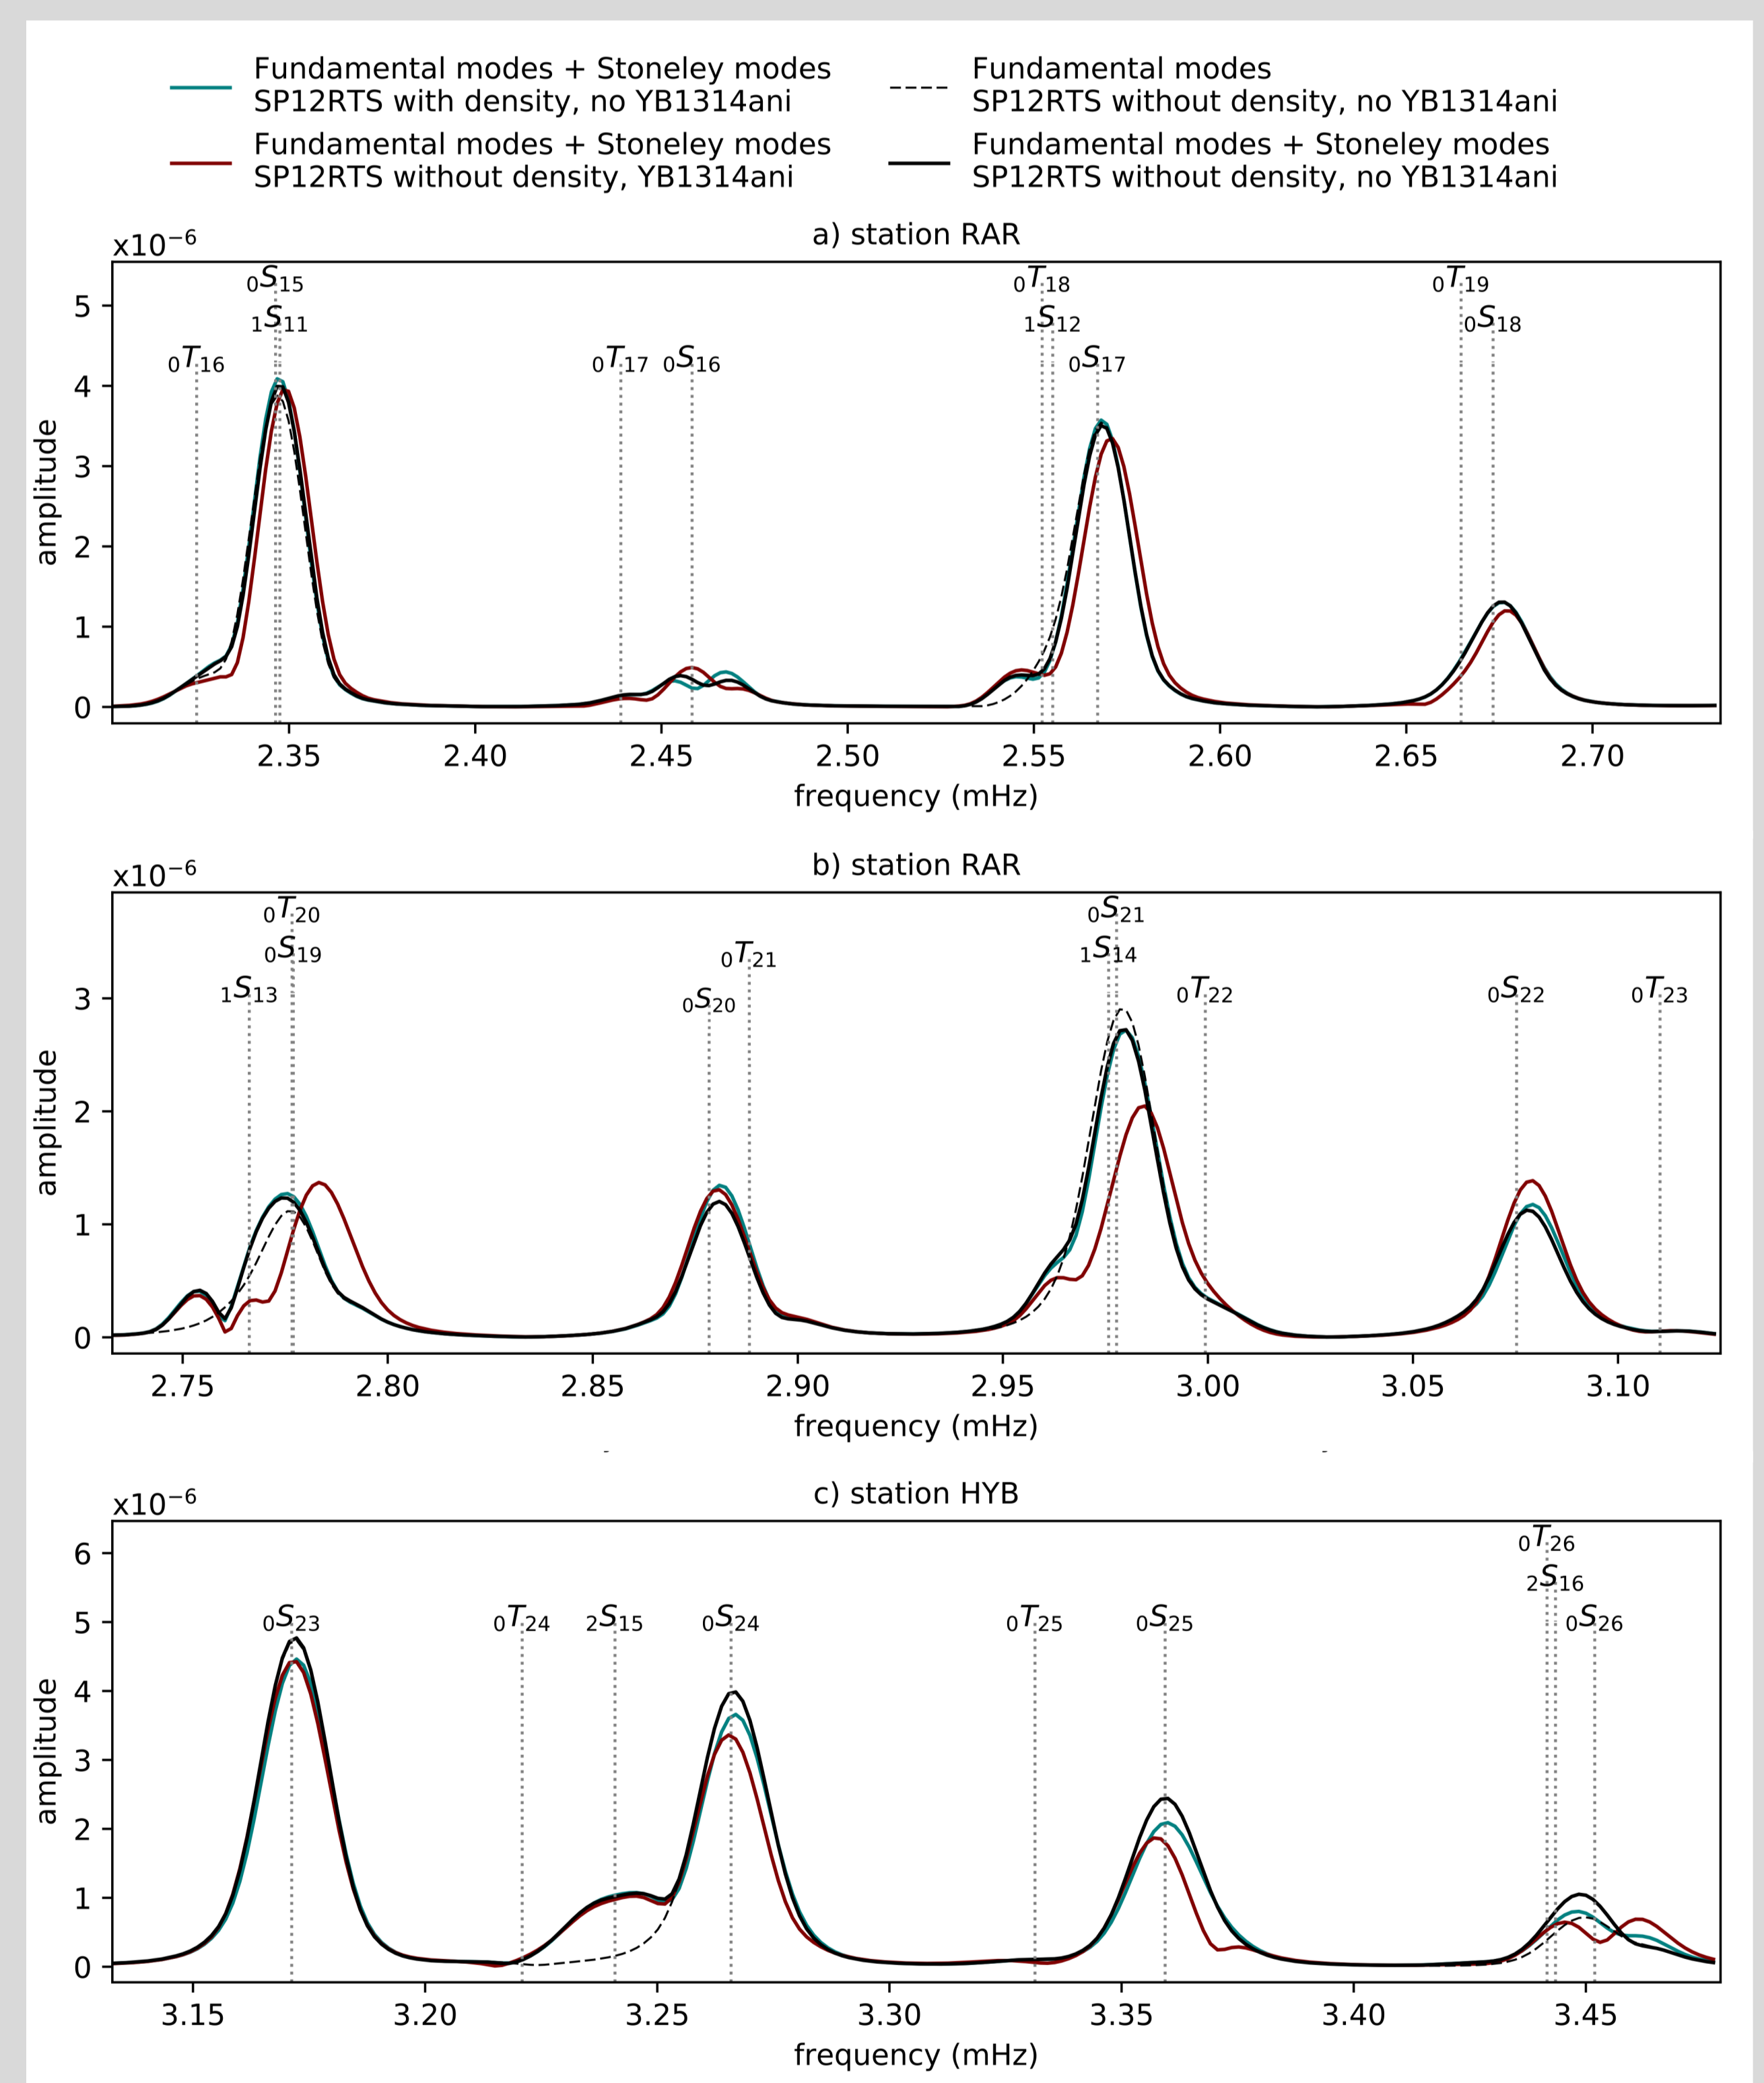 Fundamental modes + Stoneley modes
SP12RTS with density, no YB1314ani
Fundamental modes + Stoneley modes
SP12RTS without density, YB1314ani
Fundamental modes
SP12RTS without density, no YB1314ani
Fundamental modes + Stoneley modes
SP12RTS without density, no YB1314ani
a) station RAR
x10⁻⁶
₀S₁₅ ₀T₁₈ ₀T₁₉
₁S₁₁ ₁S₁₂ ₀S₁₈
₀T₁₆ ₀T₁₇ ₀S₁₆ ₀S₁₇
5
4
3
2
1
0
amplitude
2.35 2.40 2.45 2.50 2.55 2.60 2.65 2.70
frequency (mHz)
b) station RAR
x10⁻⁶
₀T₂₀ ₀S₂₁
₀S₁₉ ₀T₂₁ ₁S₁₄
₁S₁₃ ₀S₂₀ ₀T₂₂ ₀S₂₂ ₀T₂₃
3
2
1
0
amplitude
2.75 2.80 2.85 2.90 2.95 3.00 3.05 3.10
frequency (mHz)
c) station HYB
x10⁻⁶
₀T₂₆
₂S₁₆
₀S₂₃ ₀T₂₄ ₂S₁₅ ₀S₂₄ ₀T₂₅ ₀S₂₅ ₀S₂₆
6
5
4
3
2
1
0
amplitude
3.15 3.20 3.25 3.30 3.35 3.40 3.45
frequency (mHz)